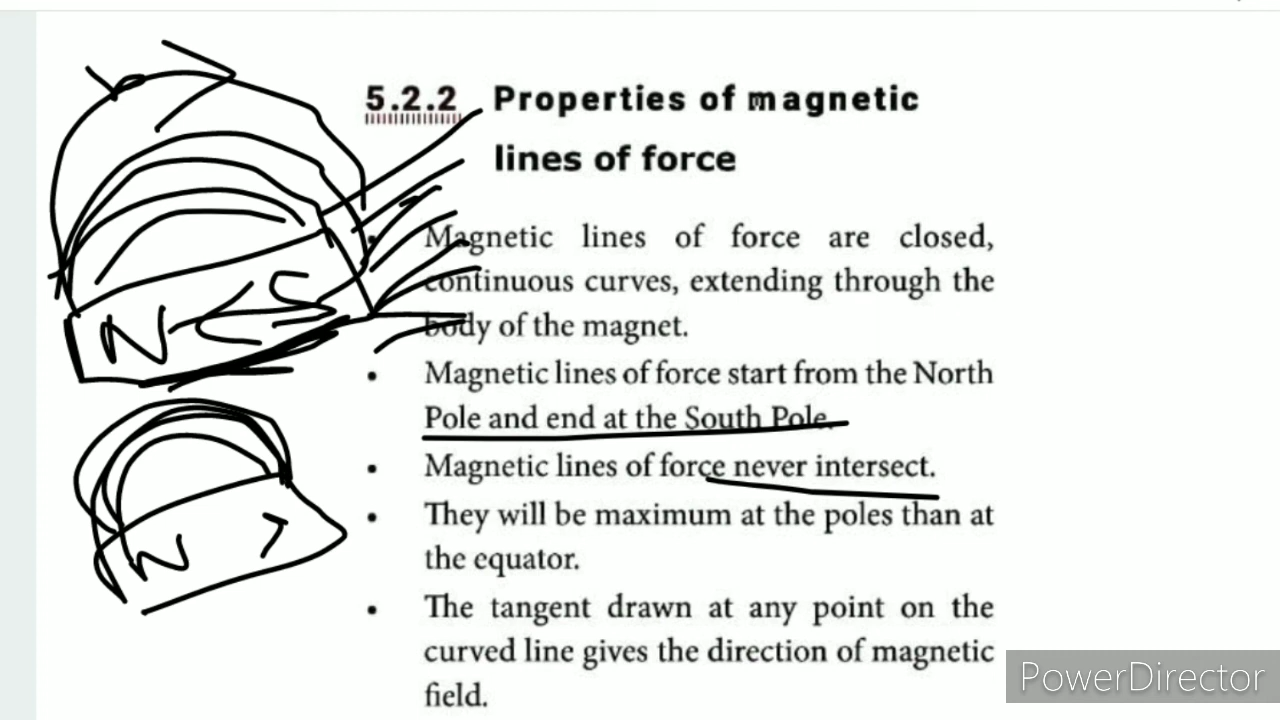 5.2.2 Properties of magnetic
lines of force
• Magnetic lines of force are closed,
continuous curves, extending through the
body of the magnet.
• Magnetic lines of force start from the North
Pole and end at the South Pole.
• Magnetic lines of force never intersect.
• They will be maximum at the poles than at
the equator.
• The tangent drawn at any point on the
curved line gives the direction of magnetic
field.
N < S
N >
PowerDirector